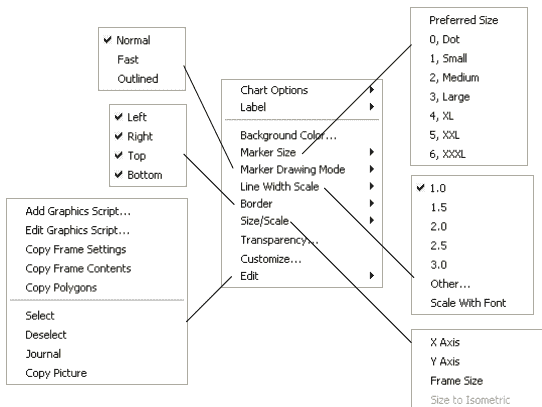 Normal
Fast
Outlined
Left
Right
Top
Bottom
Add Graphics Script...
Edit Graphics Script...
Copy Frame Settings
Copy Frame Contents
Copy Polygons
Select
Deselect
Journal
Copy Picture
Chart Options
Label
Background Color...
Marker Size
Marker Drawing Mode
Line Width Scale
Border
Size/Scale
Transparency...
Customize...
Edit
Preferred Size
0, Dot
1, Small
2, Medium
3, Large
4, XL
5, XXL
6, XXXL
1.0
1.5
2.0
2.5
3.0
Other...
Scale With Font
X Axis
Y Axis
Frame Size
Size to Isometric